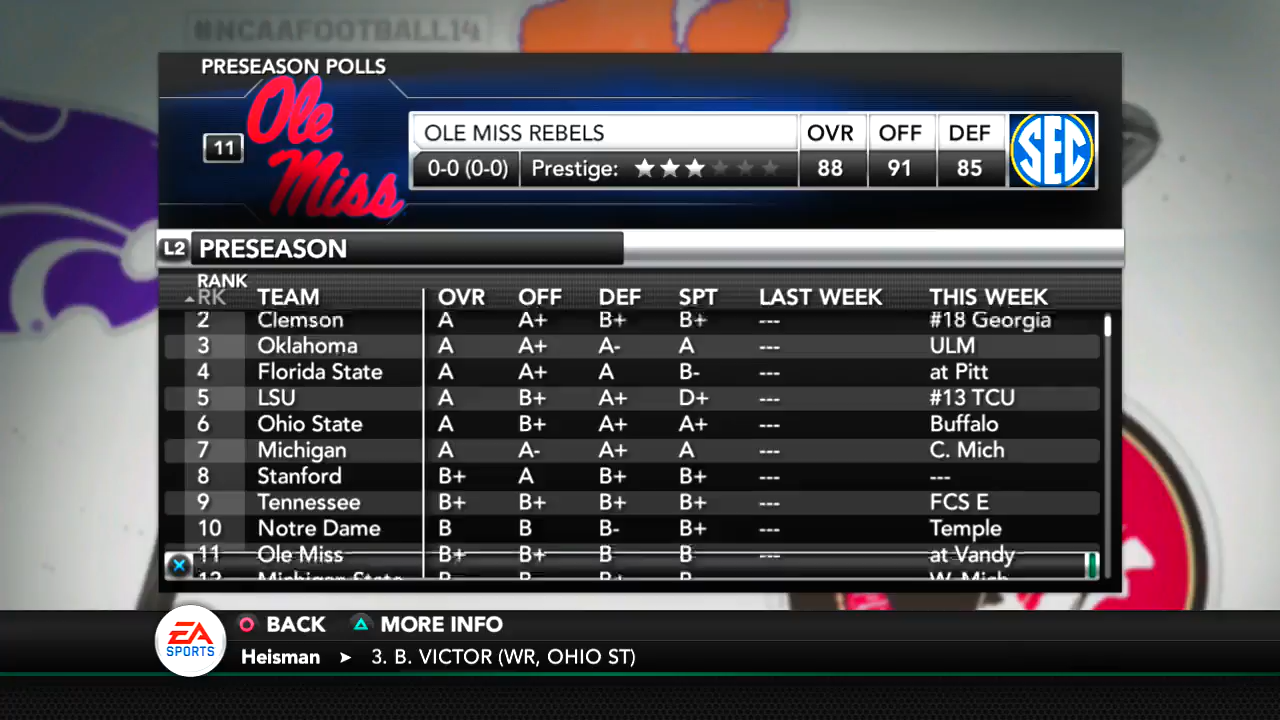 #NCAAFOOTBALL14
PRESEASON POLLS
11 Ole Miss
OLE MISS REBELS OVR OFF DEF SEC
0-0 (0-0) Prestige: 88 91 85
L2 PRESEASON
RANK
RK TEAM OVR OFF DEF SPT LAST WEEK THIS WEEK
2 Clemson A A+ B+ B+ --- #18 Georgia
3 Oklahoma A A+ A- A --- ULM
4 Florida State A A+ A B- --- at Pitt
5 LSU A B+ A+ D+ --- #13 TCU
6 Ohio State A B+ A+ A+ --- Buffalo
7 Michigan A A- A+ A --- C. Mich
8 Stanford B+ A B+ B+ --- ---
9 Tennessee B+ B+ B+ B+ --- FCS E
10 Notre Dame B B B- B+ --- Temple
11 Ole Miss B+ B+ B B --- at Vandy
12 Michigan State W. Mich
EA SPORTS
BACK MORE INFO
Heisman 3. B. VICTOR (WR, OHIO ST)